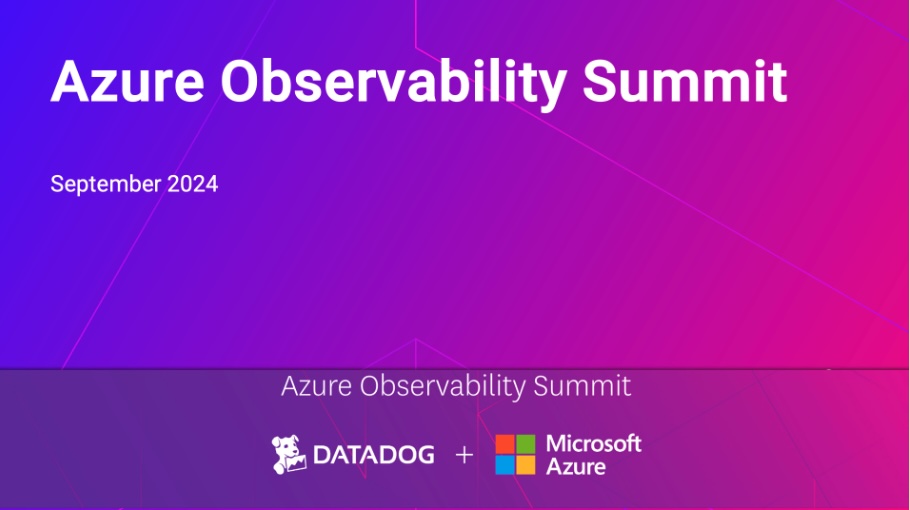 Azure Observability Summit
September 2024
Azure Observability Summit
DATADOG + Microsoft
Azure